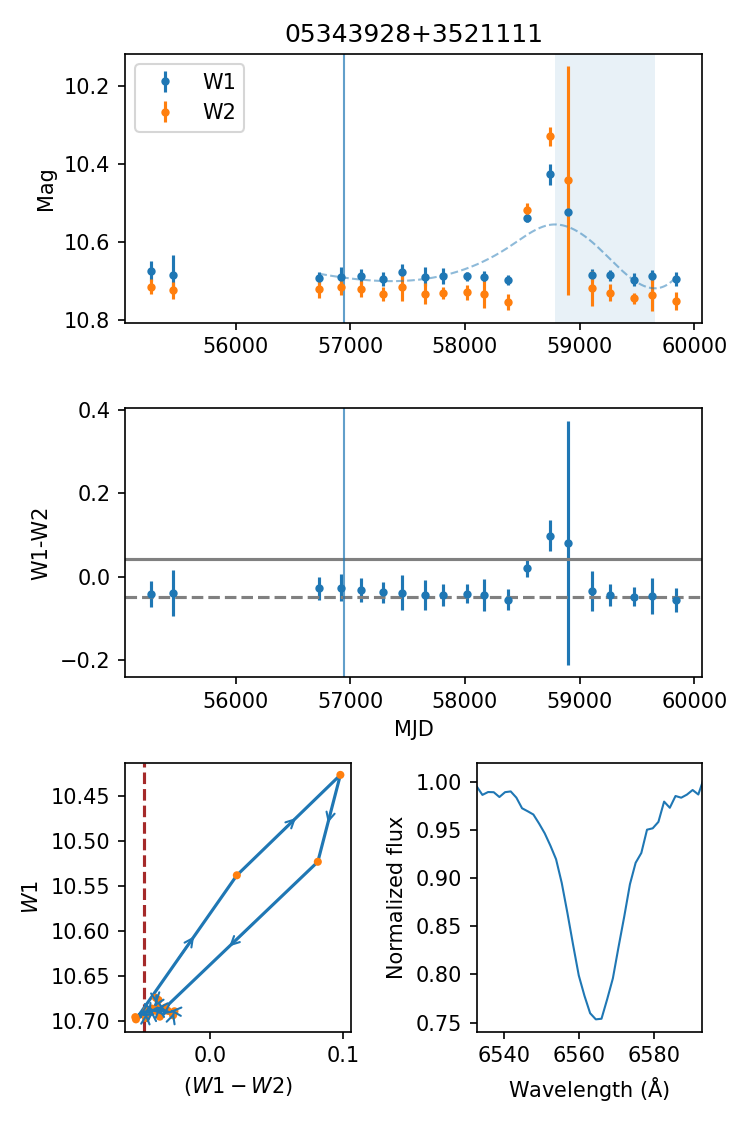 05343928+3521111
W1
W2
Mag
10.2
10.4
10.6
10.8
56000 57000 58000 59000 60000
W1-W2
0.4
0.2
0.0
−0.2
56000 57000 58000 59000 60000
MJD
W1
10.45
10.50
10.55
10.60
10.65
10.70
0.0 0.1
(W1 − W2)
Normalized flux
1.00
0.95
0.90
0.85
0.80
0.75
6540 6560 6580
Wavelength (Å)